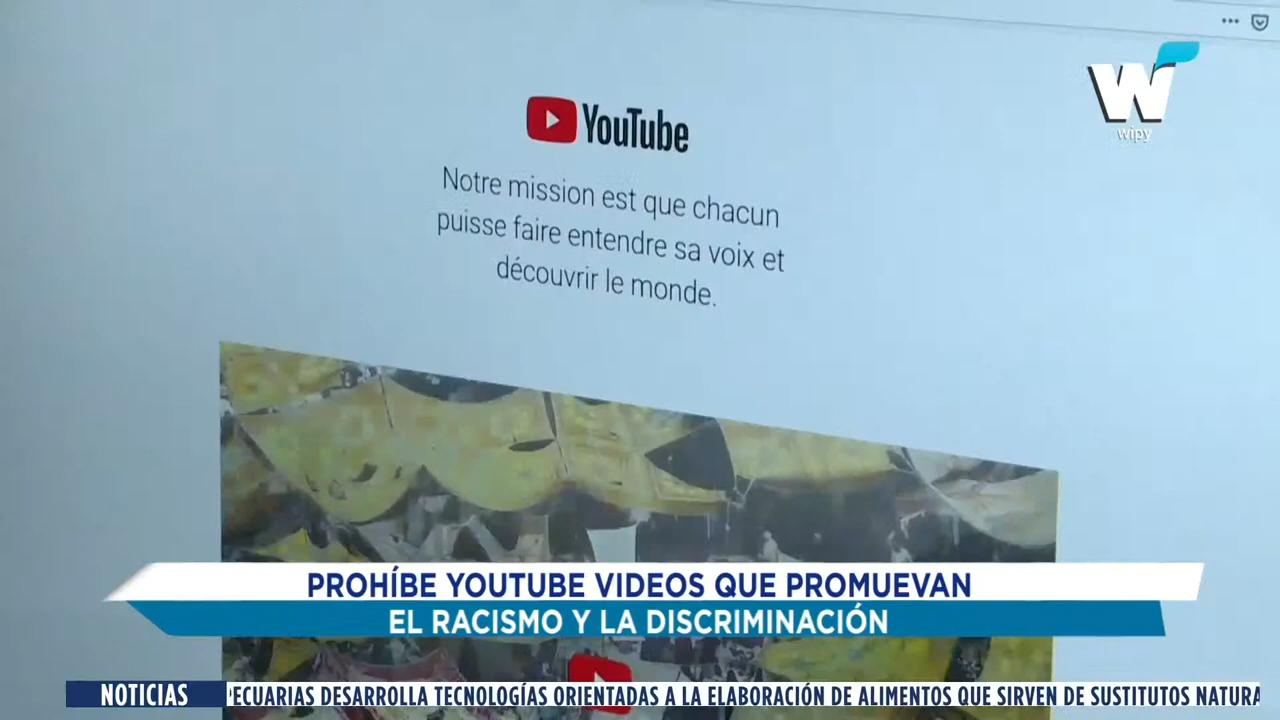 YouTube
Notre mission est que chacun
puisse faire entendre sa voix et
découvrir le monde.
W
wipy
PROHÍBE YOUTUBE VIDEOS QUE PROMUEVAN
EL RACISMO Y LA DISCRIMINACIÓN
NOTICIAS
PECUARIAS DESARROLLA TECNOLOGÍAS ORIENTADAS A LA ELABORACIÓN DE ALIMENTOS QUE SIRVEN DE SUSTITUTOS NATURA